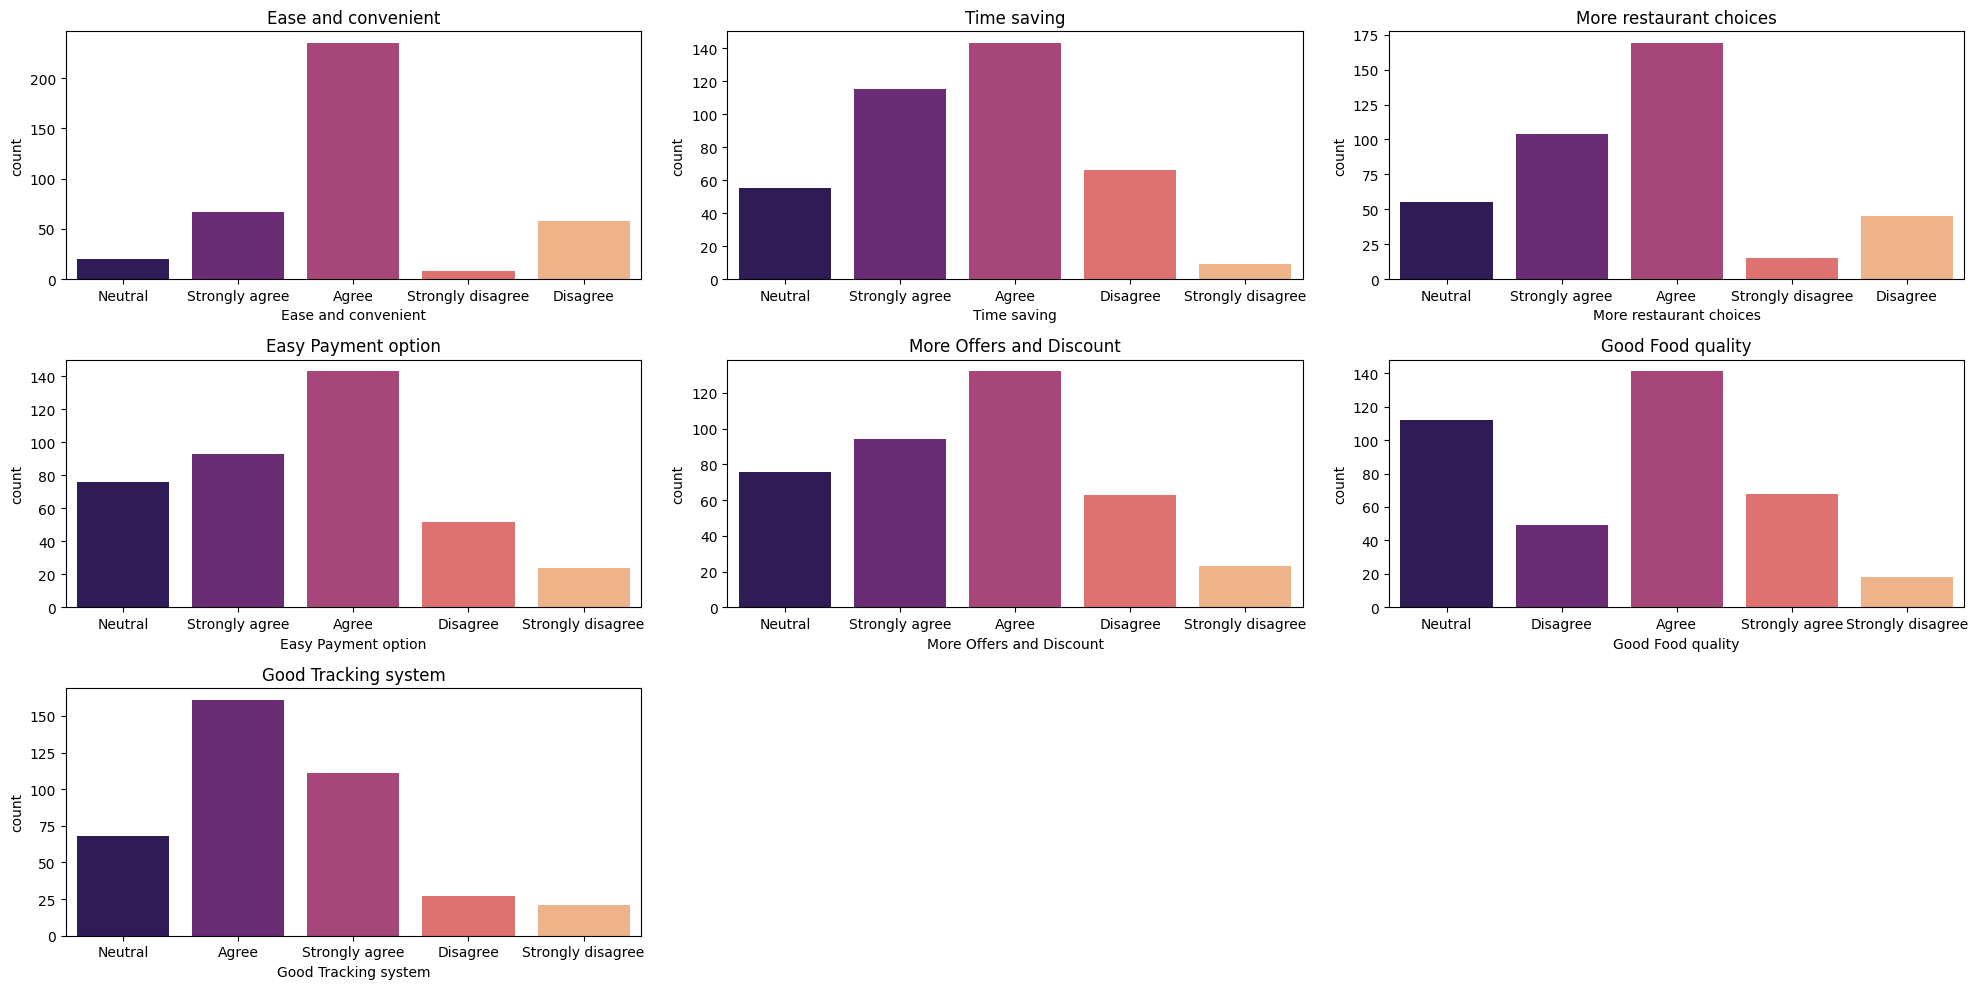 Ease and convenient
200
150
100
50
0
count
Neutral Strongly agree Agree Strongly disagree Disagree
Ease and convenient
Time saving
140
120
100
80
60
40
20
0
count
Neutral Strongly agree Agree Disagree Strongly disagree
Time saving
More restaurant choices
175
150
125
100
75
50
25
0
count
Neutral Strongly agree Agree Strongly disagree Disagree
More restaurant choices
Easy Payment option
140
120
100
80
60
40
20
0
count
Neutral Strongly agree Agree Disagree Strongly disagree
Easy Payment option
More Offers and Discount
120
100
80
60
40
20
0
count
Neutral Strongly agree Agree Disagree Strongly disagree
More Offers and Discount
Good Food quality
140
120
100
80
60
40
20
0
count
Neutral Disagree Agree Strongly agree Strongly disagree
Good Food quality
Good Tracking system
150
125
100
75
50
25
0
count
Neutral Agree Strongly agree Disagree Strongly disagree
Good Tracking system